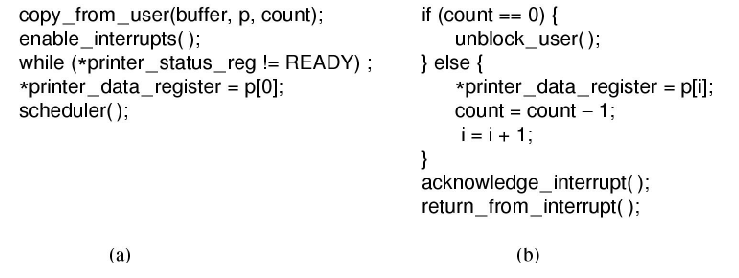 copy_from_user(buffer, p, count);
enable_interrupts( );
while (*printer_status_reg != READY) ;
*printer_data_register = p[0];
scheduler( );
(a)
if (count == 0) {
unblock_user( );
} else {
*printer_data_register = p[i];
count = count – 1;
i = i + 1;
}
acknowledge_interrupt( );
return_from_interrupt( );
(b)